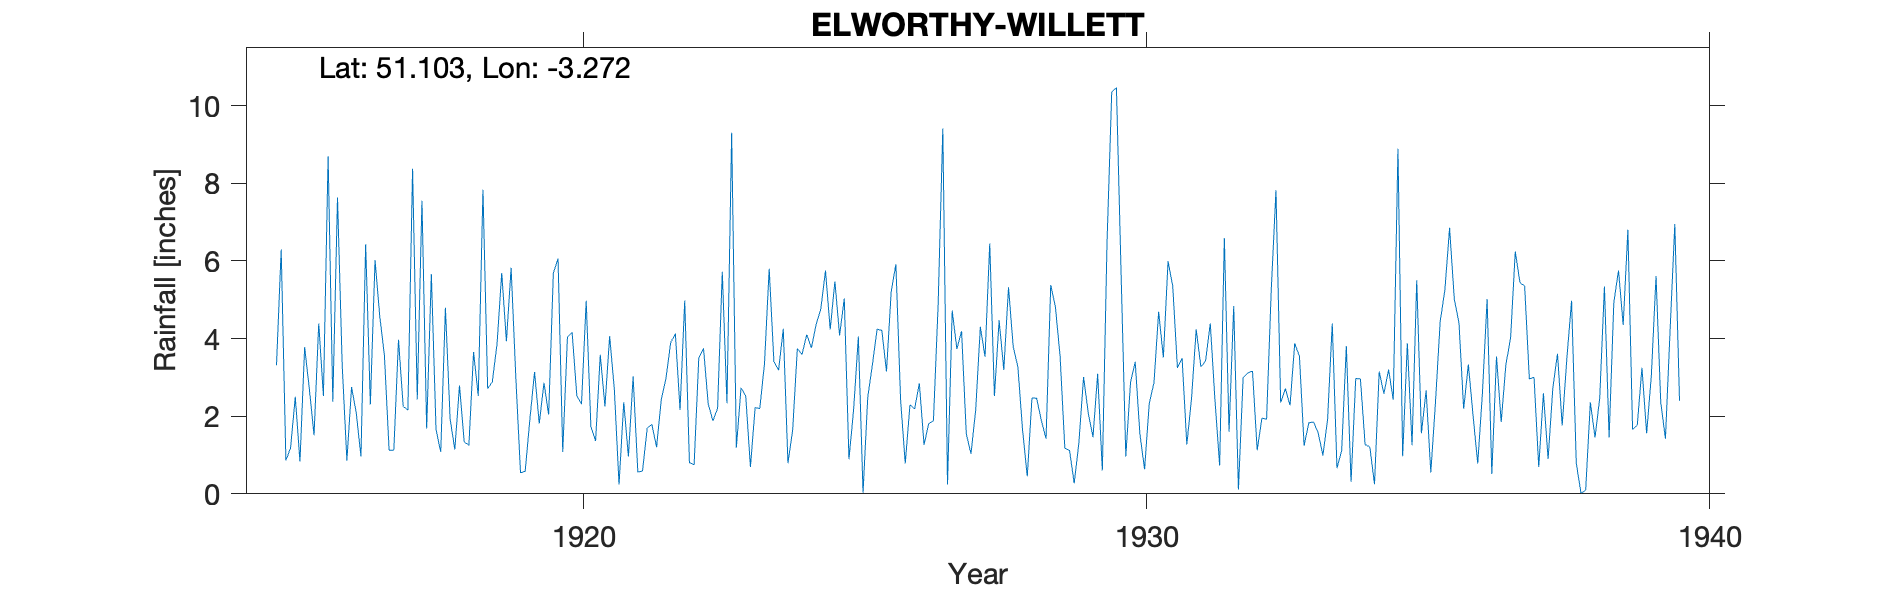 ELWORTHY-WILLETT
Lat: 51.103, Lon: -3.272
10
8
6
4
2
0
Rainfall [inches]
1920
1930
1940
Year